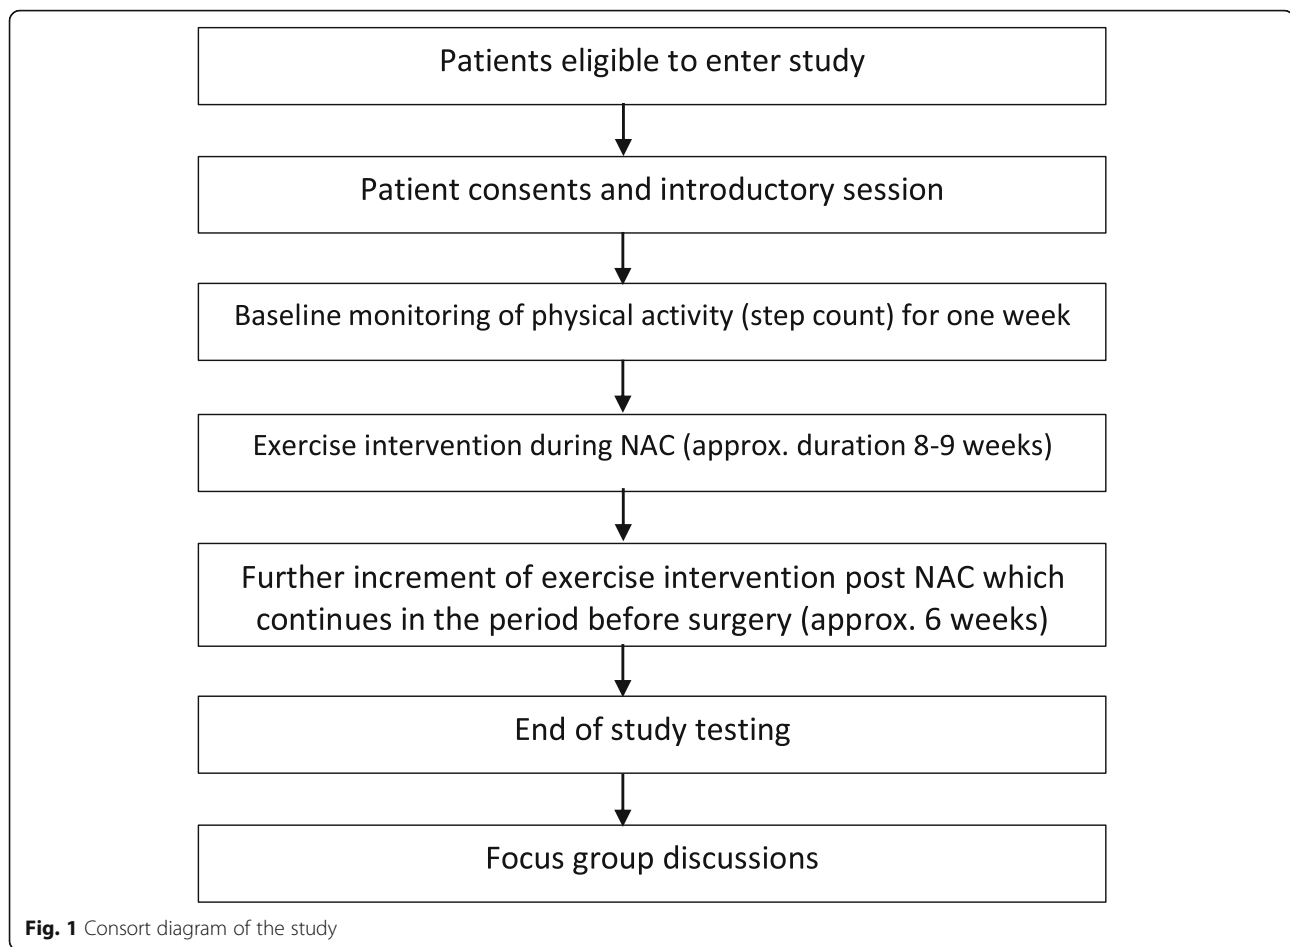 Patients eligible to enter study
Patient consents and introductory session
Baseline monitoring of physical activity (step count) for one week
Exercise intervention during NAC (approx. duration 8-9 weeks)
Further increment of exercise intervention post NAC which
continues in the period before surgery (approx. 6 weeks)
End of study testing
Focus group discussions
Fig. 1 Consort diagram of the study